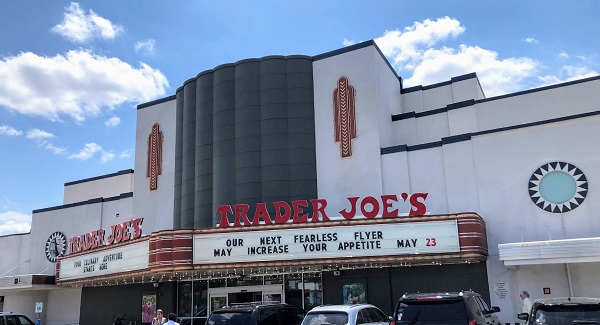 TRADER JOE'S
YOUR CULINARY ADVENTURE
STARTS HERE
TRADER JOE'S
OUR NEXT FEARLESS FLYER
MAY INCREASE YOUR APPETITE MAY 23